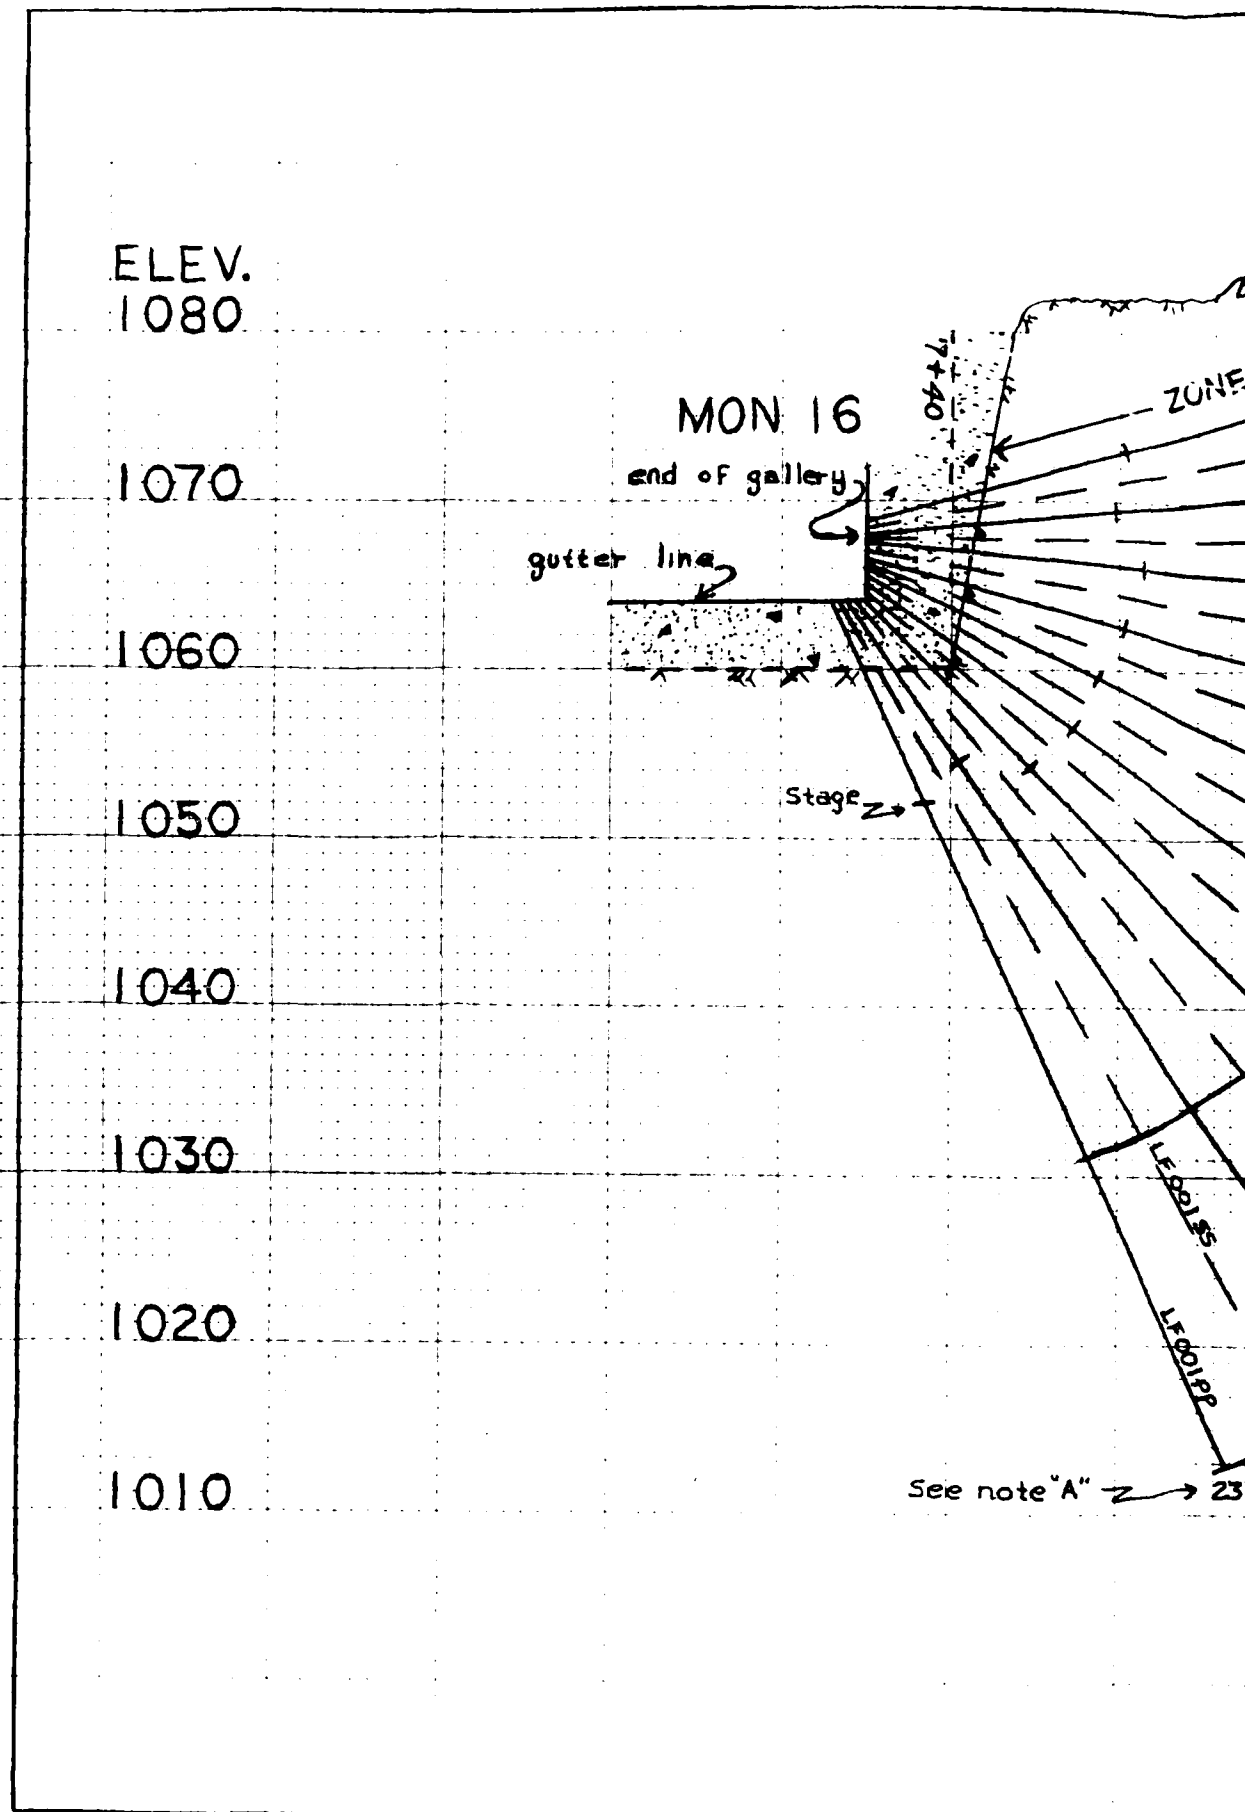 ELEV.
1080
7+40
ZONE
MON 16
1070
end of gallery
gutter line
1060
Stage
1050
1040
1030
LF001SS
1020
LF001PP
1010
See note "A"
23